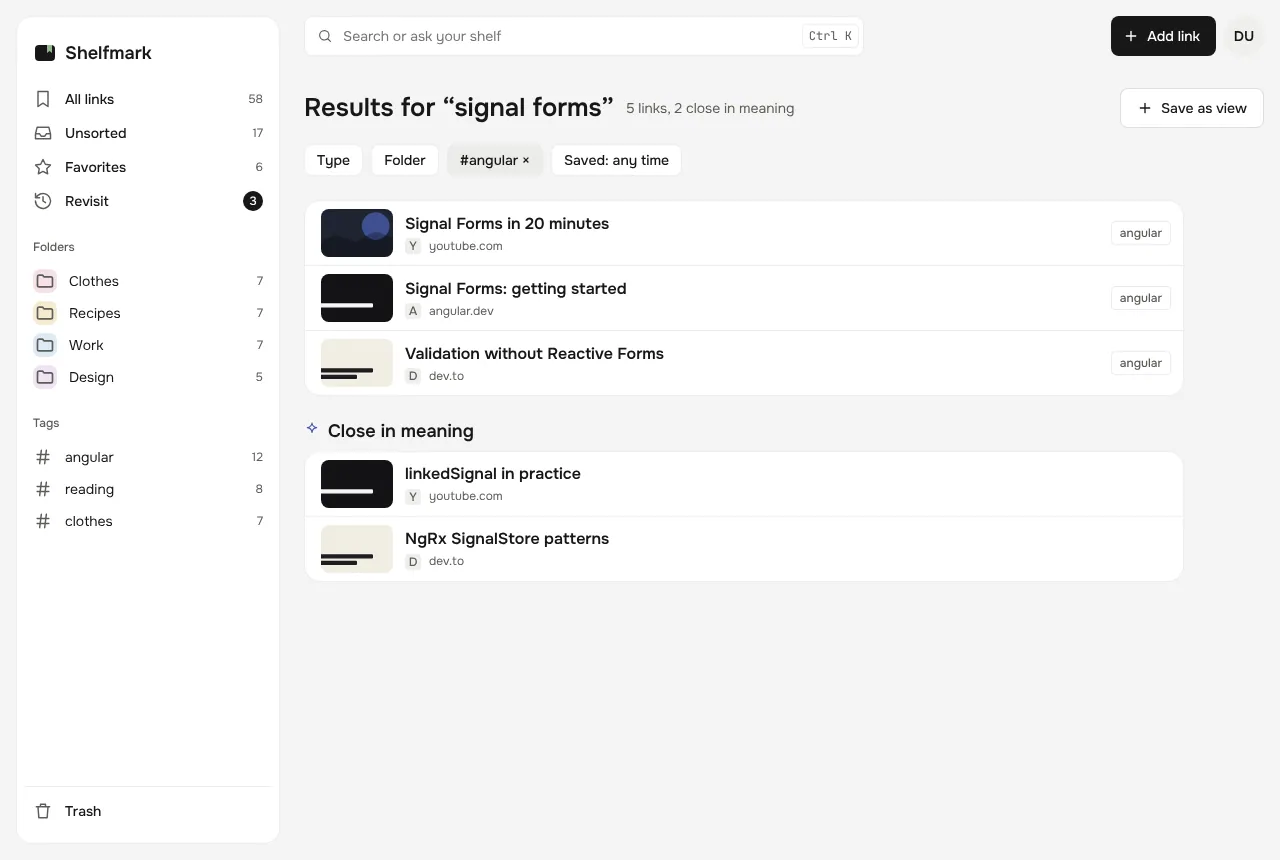 Shelfmark
All links 58
Unsorted 17
Favorites 6
Revisit 3
Folders
Clothes 7
Recipes 7
Work 7
Design 5
Tags
angular 12
reading 8
clothes 7
Trash
Search or ask your shelf Ctrl K
+ Add link
DU
Results for “signal forms” 5 links, 2 close in meaning
+ Save as view
Type Folder #angular × Saved: any time
Signal Forms in 20 minutes
Y youtube.com
angular
Signal Forms: getting started
A angular.dev
angular
Validation without Reactive Forms
D dev.to
angular
Close in meaning
linkedSignal in practice
Y youtube.com
NgRx SignalStore patterns
D dev.to